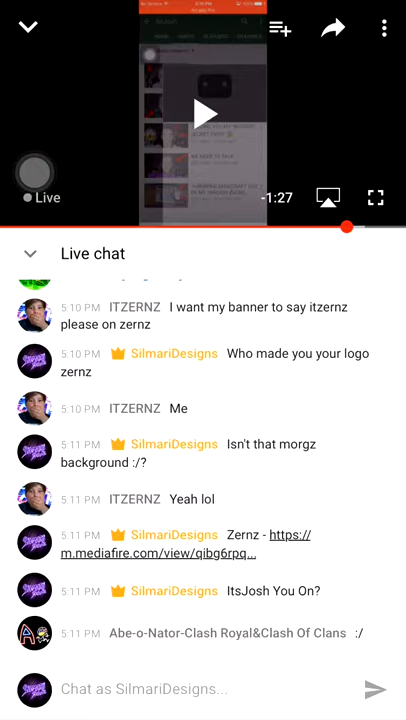 Live
-1:27
Live chat
5:10 PM ITZERNZ I want my banner to say itzernz
please on zernz
5:10 PM SilmariDesigns Who made you your logo
zernz
5:10 PM ITZERNZ Me
5:11 PM SilmariDesigns Isn't that morgz
background :/?
5:11 PM ITZERNZ Yeah lol
5:11 PM SilmariDesigns Zernz - https://
m.mediafire.com/view/qibg6rpq...
5:11 PM SilmariDesigns ItsJosh You On?
5:11 PM Abe-o-Nator-Clash Royal&Clash Of Clans :/
Chat as SilmariDesigns...